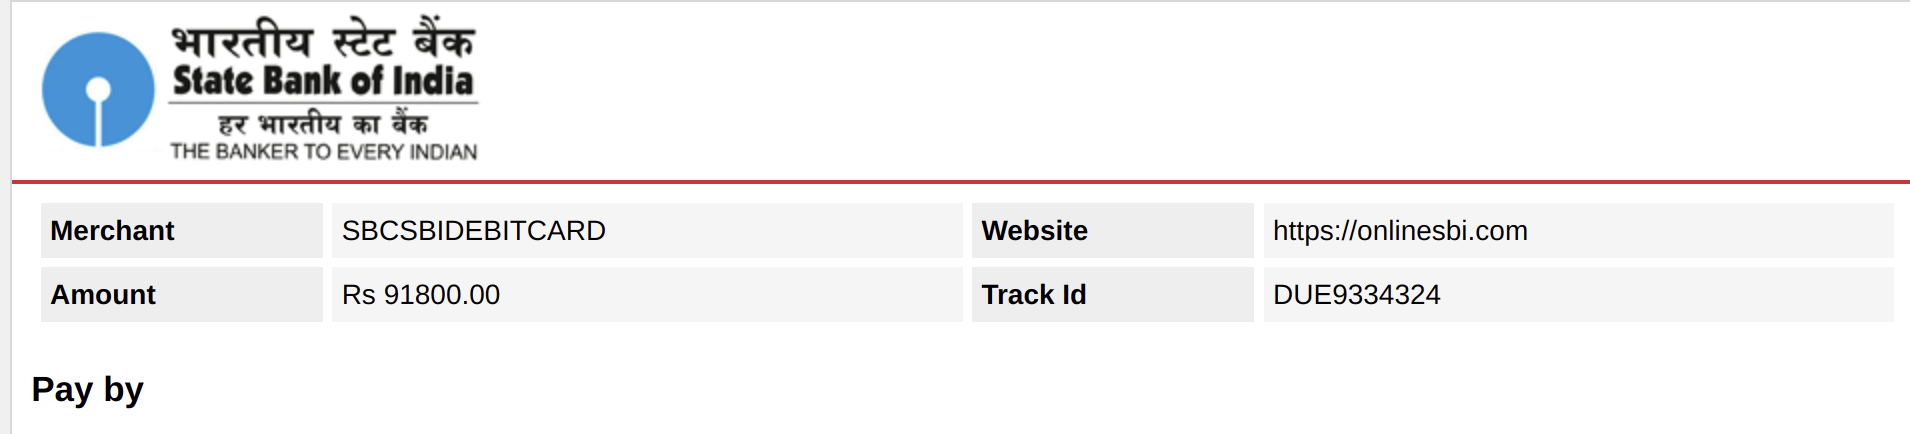 भारतीय स्टेट बैंक
State Bank of India
हर भारतीय का बैंक
THE BANKER TO EVERY INDIAN
Merchant SBCSBIDEBITCARD Website https://onlinesbi.com
Amount Rs 91800.00 Track Id DUE9334324
Pay by